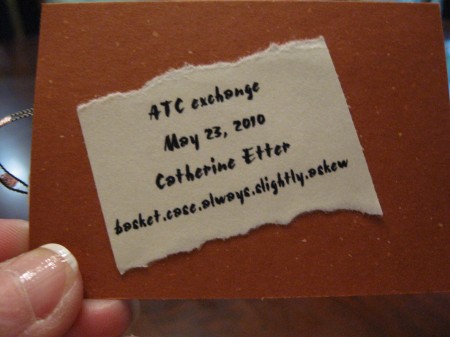 ATC exchange
May 23, 2010
Catherine Etter
basket.case.always.slightly.askew